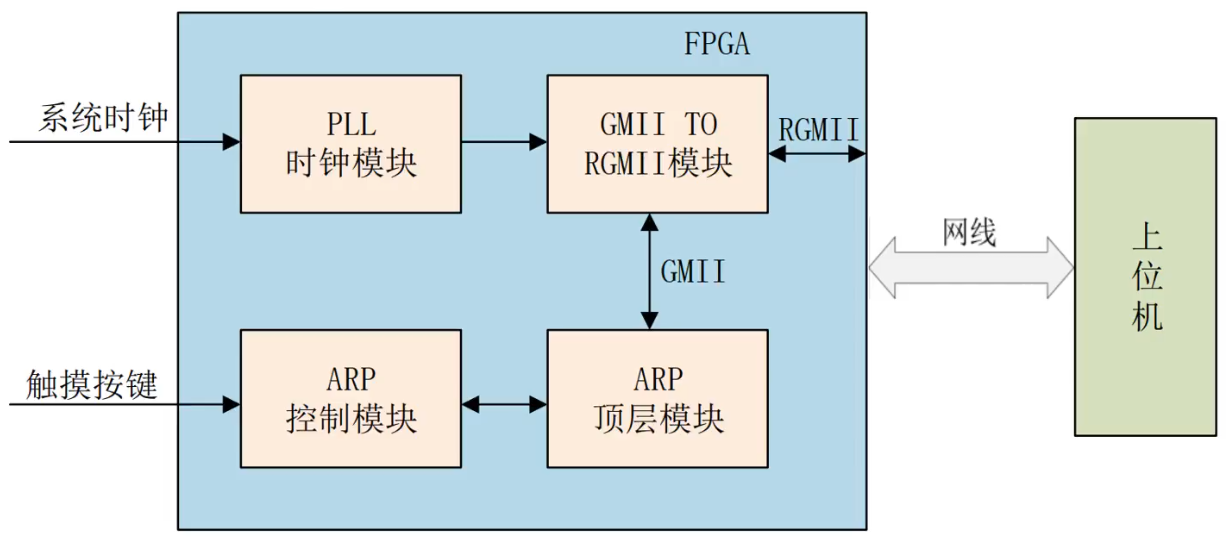 FPGA
系统时钟
PLL
时钟模块
GMII TO
RGMII模块
RGMII
网线
上
位
机
GMII
触摸按键
ARP
控制模块
ARP
顶层模块